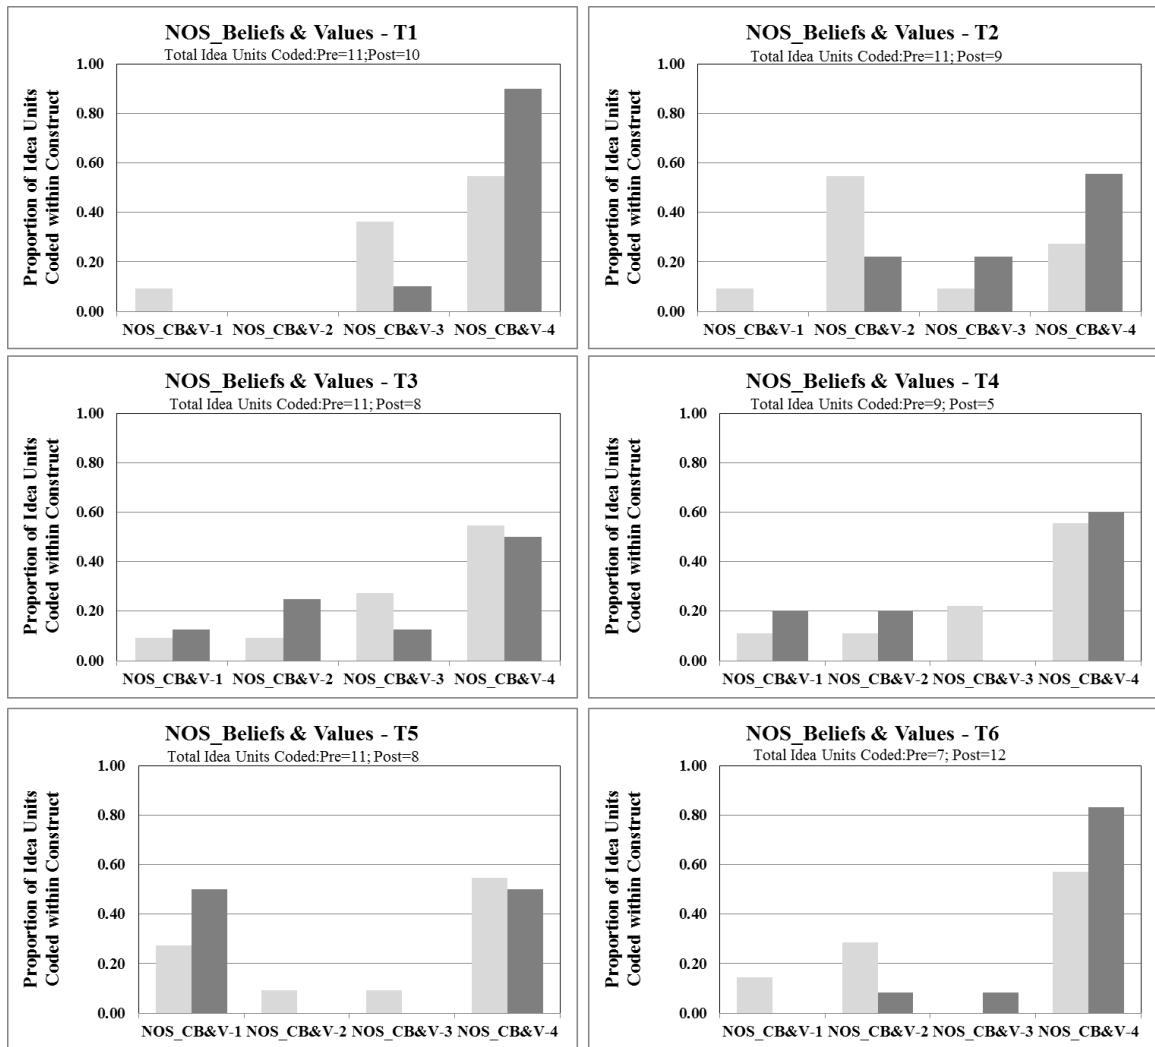 NOS_Beliefs & Values - T1
Total Idea Units Coded:Pre=11;Post=10
Proportion of Idea Units
Coded within Construct
1.00
0.80
0.60
0.40
0.20
0.00
NOS_CB&V-1 NOS_CB&V-2 NOS_CB&V-3 NOS_CB&V-4
NOS_Beliefs & Values - T2
Total Idea Units Coded:Pre=11; Post=9
Proportion of Idea Units
Coded within Construct
1.00
0.80
0.60
0.40
0.20
0.00
NOS_CB&V-1 NOS_CB&V-2 NOS_CB&V-3 NOS_CB&V-4
NOS_Beliefs & Values - T3
Total Idea Units Coded:Pre=11; Post=8
Proportion of Idea Units
Coded within Construct
1.00
0.80
0.60
0.40
0.20
0.00
NOS_CB&V-1 NOS_CB&V-2 NOS_CB&V-3 NOS_CB&V-4
NOS_Beliefs & Values - T4
Total Idea Units Coded:Pre=9; Post=5
Proportion of Idea Units
Coded within Construct
1.00
0.80
0.60
0.40
0.20
0.00
NOS_CB&V-1 NOS_CB&V-2 NOS_CB&V-3 NOS_CB&V-4
NOS_Beliefs & Values - T5
Total Idea Units Coded:Pre=11; Post=8
Proportion of Idea Units
Coded within Construct
1.00
0.80
0.60
0.40
0.20
0.00
NOS_CB&V-1 NOS_CB&V-2 NOS_CB&V-3 NOS_CB&V-4
NOS_Beliefs & Values - T6
Total Idea Units Coded:Pre=7; Post=12
Proportion of Idea Units
Coded within Construct
1.00
0.80
0.60
0.40
0.20
0.00
NOS_CB&V-1 NOS_CB&V-2 NOS_CB&V-3 NOS_CB&V-4